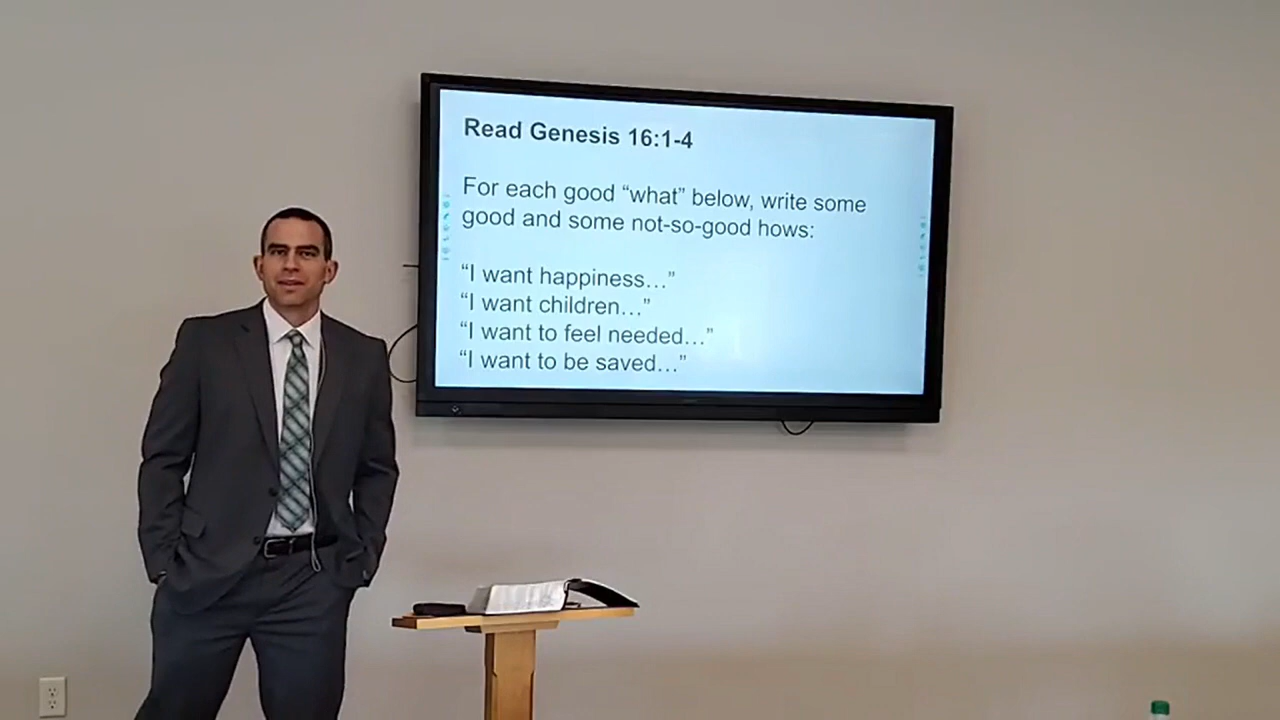 Read Genesis 16:1-4
For each good “what” below, write some
good and some not-so-good hows:
“I want happiness…”
“I want children…”
“I want to feel needed…”
“I want to be saved…”